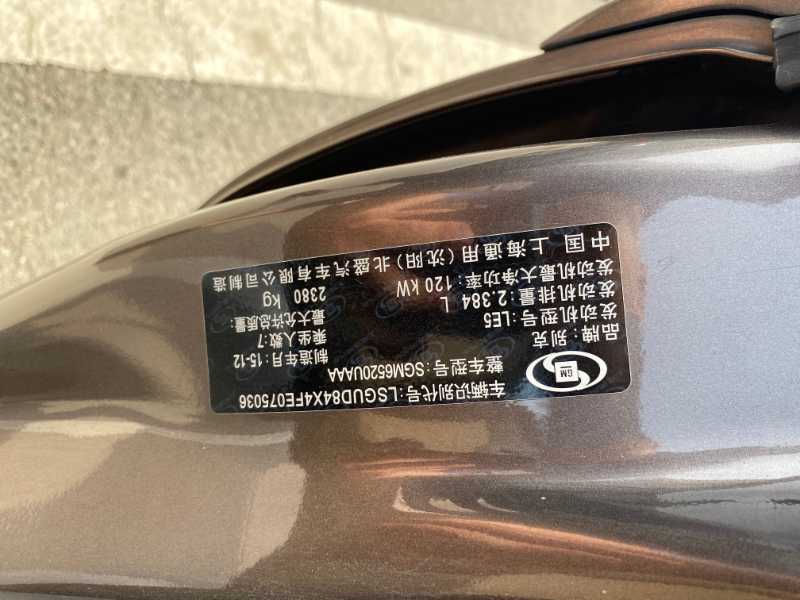 GM
车辆识别代号:LSGUD84X4FE075036
整车型号:SGM6520UAAA
品牌:别克 制造年月:15-12
发动机型号:LE5 乘坐人数:7
发动机排量:2.384 L 最大允许总质量:
发动机最大净功率:120 kW 2380 kg
中国 上海通用（沈阳）北盛汽车有限公司制造